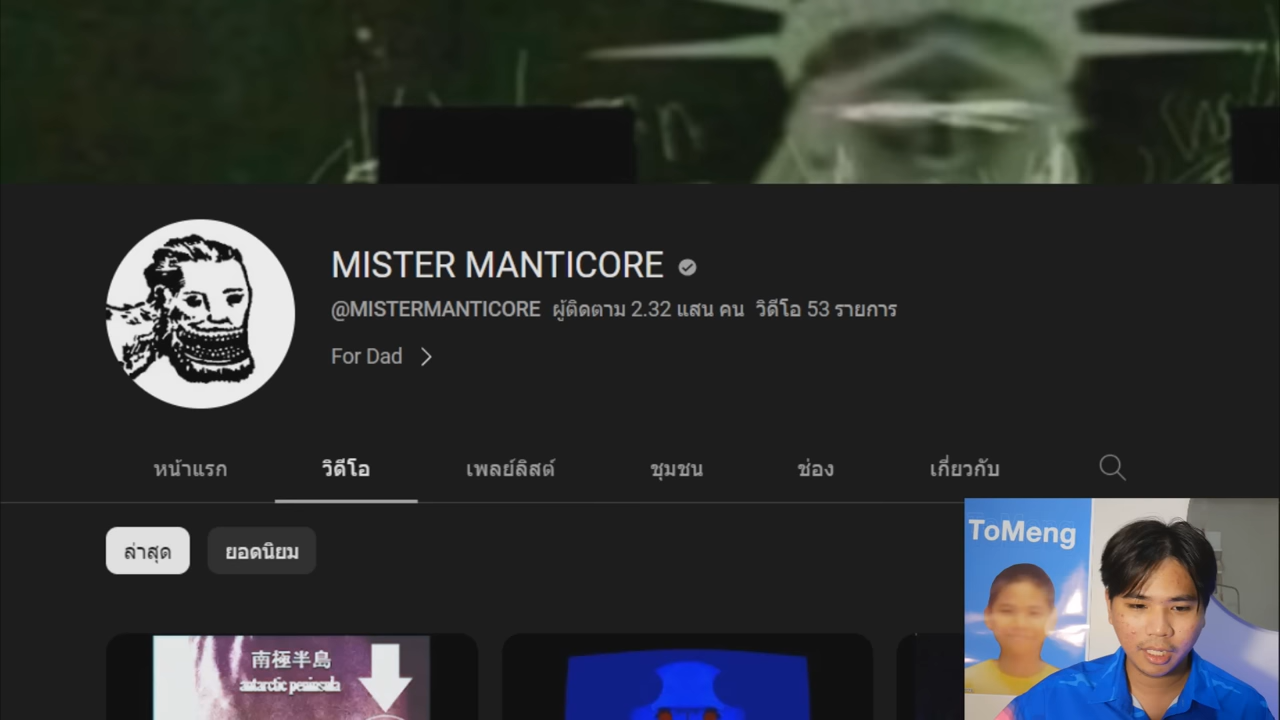 MISTER MANTICORE
@MISTERMANTICORE ผู้ติดตาม 2.32 แสน คน วิดีโอ 53 รายการ
For Dad
หน้าแรก วิดีโอ เพลย์ลิสต์ ชุมชน ช่อง เกี่ยวกับ
ล่าสุด ยอดนิยม
ToMeng
南極半島
antarctic peninsula